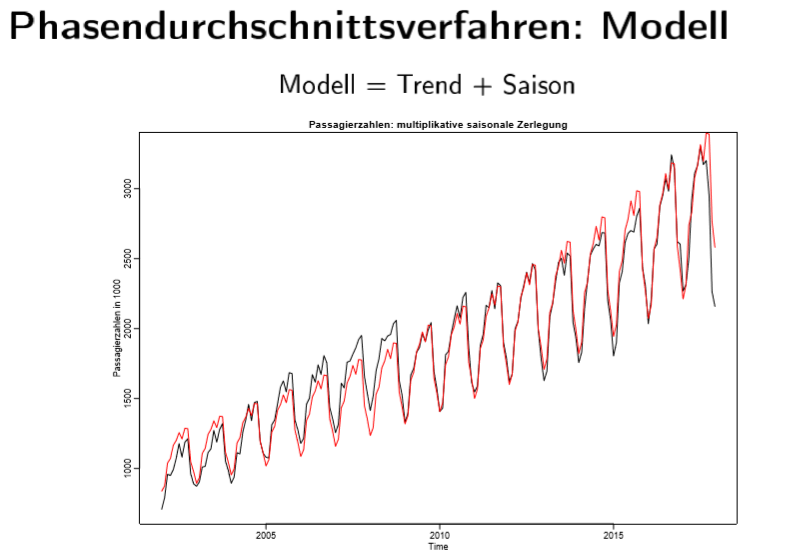 Phasendurchschnittsverfahren: Modell
Modell = Trend + Saison
Passagierzahlen: multiplikative saisonale Zerlegung
Passagierzahlen in 1000
3000
2500
2000
1500
1000
2005 2010 2015
Time